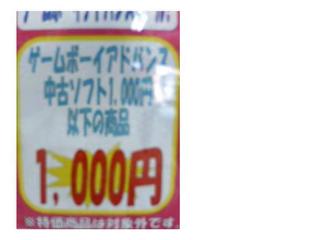 ゲームボーイアドバンス
中古ソフト1,000円
以下の商品
1,000円
※特価商品は対象外です